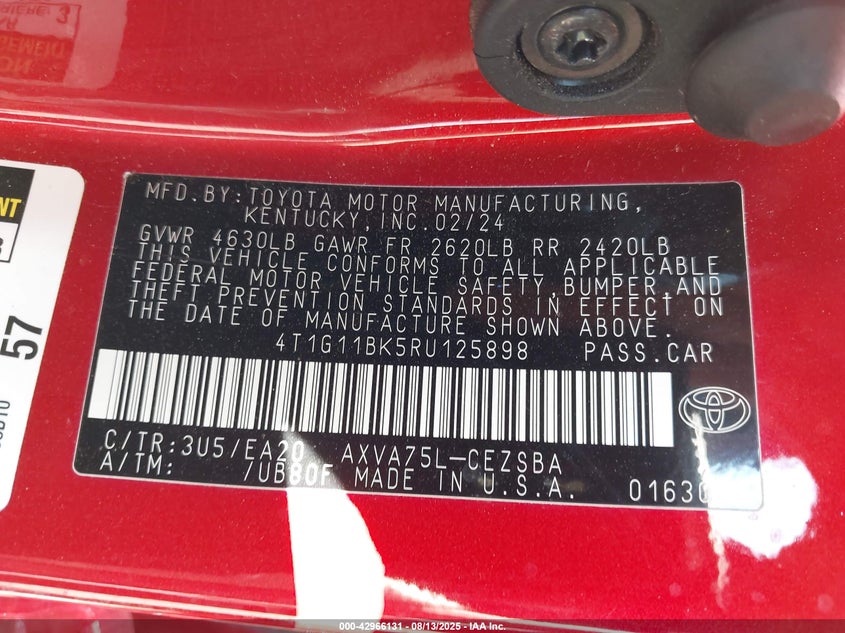 RIÈRE: 3
MFD.BY:TOYOTA MOTOR MANUFACTURING,
KENTUCKY,INC.02/24
GVWR 4630LB GAWR FR 2620LB RR 2420LB
THIS VEHICLE CONFORMS TO ALL APPLICABLE
FEDERAL MOTOR VEHICLE SAFETY,BUMPER,AND
THEFT PREVENTION STANDARDS IN EFFECT ON
THE DATE OF MANUFACTURE SHOWN ABOVE.
4T1G11BK5RU125898 PASS.CAR
C/TR:3U5/EA20 AXVA75L-CEZSBA
A/TM: /UB80F MADE IN U.S.A. 01630
57
000-42966131 - 08/13/2025 - IAA Inc.